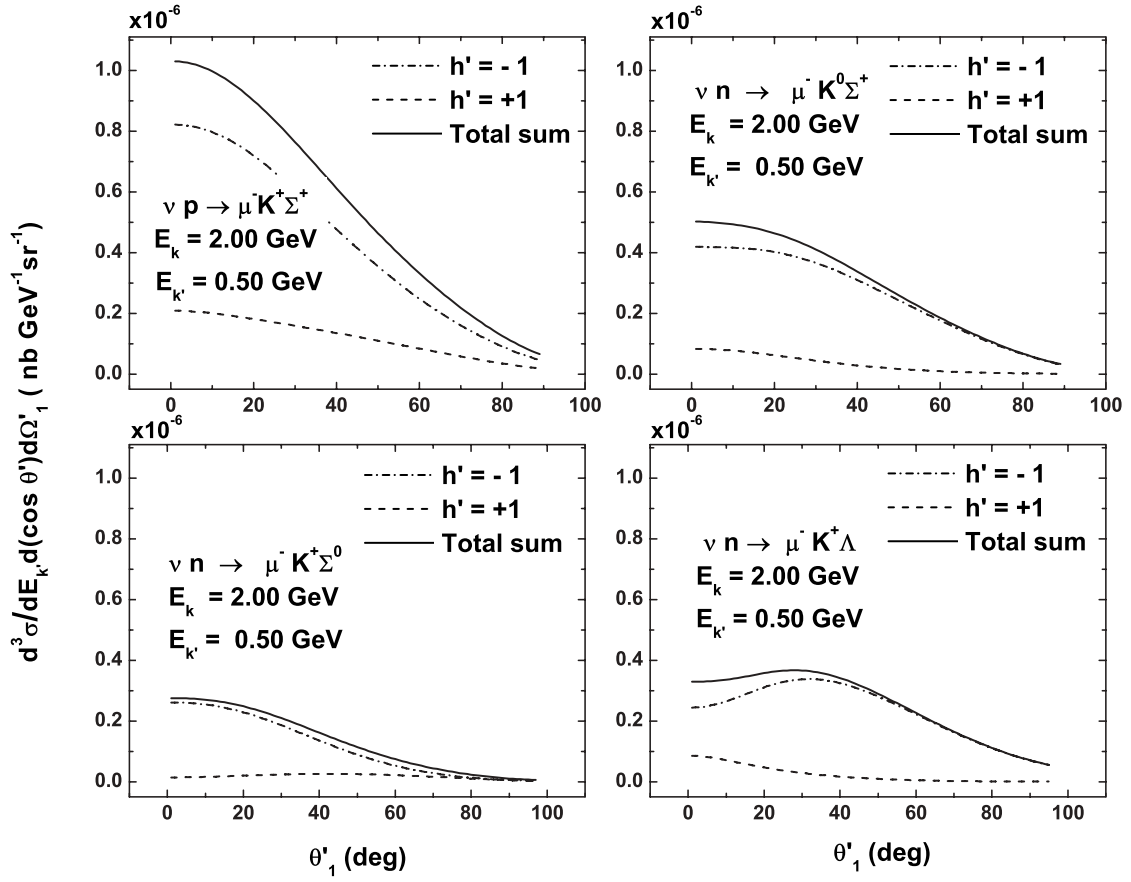 x10^-6
1.0
0.8
0.6
0.4
0.2
0.0
0 20 40 60 80 100
h' = - 1
h' = +1
Total sum
ν p → μ^- K^+ Σ^+
E_k = 2.00 GeV
E_k' = 0.50 GeV
x10^-6
1.0
0.8
0.6
0.4
0.2
0.0
0 20 40 60 80 100
h' = - 1
h' = +1
Total sum
ν n → μ^- K^0 Σ^+
E_k = 2.00 GeV
E_k' = 0.50 GeV
x10^-6
1.0
0.8
0.6
0.4
0.2
0.0
0 20 40 60 80 100
h' = - 1
h' = +1
Total sum
ν n → μ^- K^+ Σ^0
E_k = 2.00 GeV
E_k' = 0.50 GeV
x10^-6
1.0
0.8
0.6
0.4
0.2
0.0
0 20 40 60 80 100
h' = - 1
h' = +1
Total sum
ν n → μ^- K^+ Λ
E_k = 2.00 GeV
E_k' = 0.50 GeV
d^3 σ/dE_k' d(cos θ')dΩ'_1 ( nb GeV^-1 sr^-1)
θ'_1 (deg)
θ'_1 (deg)